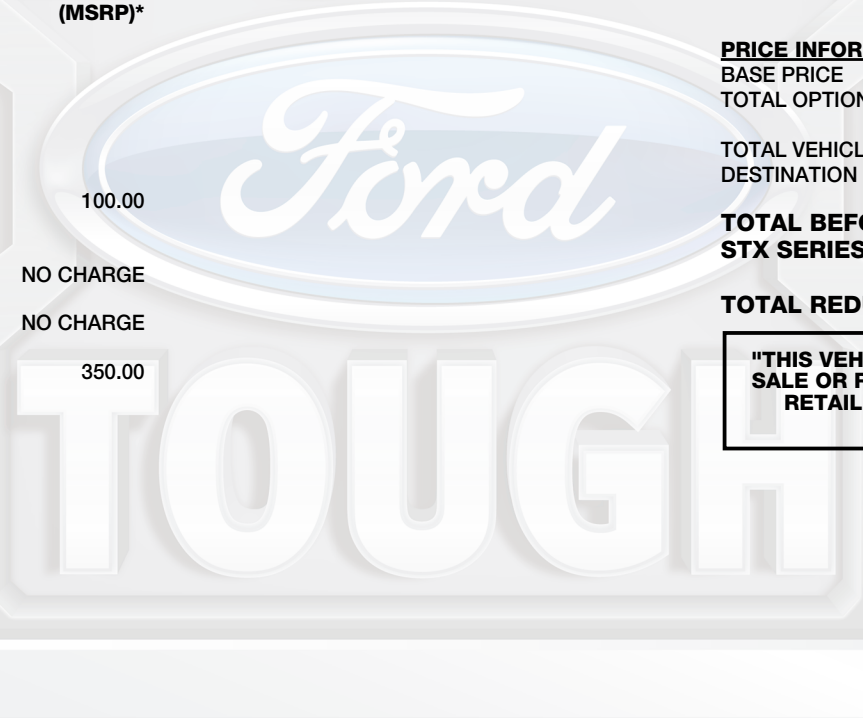 (MSRP)*
100.00
NO CHARGE
NO CHARGE
350.00
PRICE INFOR
BASE PRICE
TOTAL OPTION
TOTAL VEHICL
DESTINATION
TOTAL BEFO
STX SERIES
TOTAL RED
"THIS VEH
SALE OR F
RETAIL
Ford
TOUGH